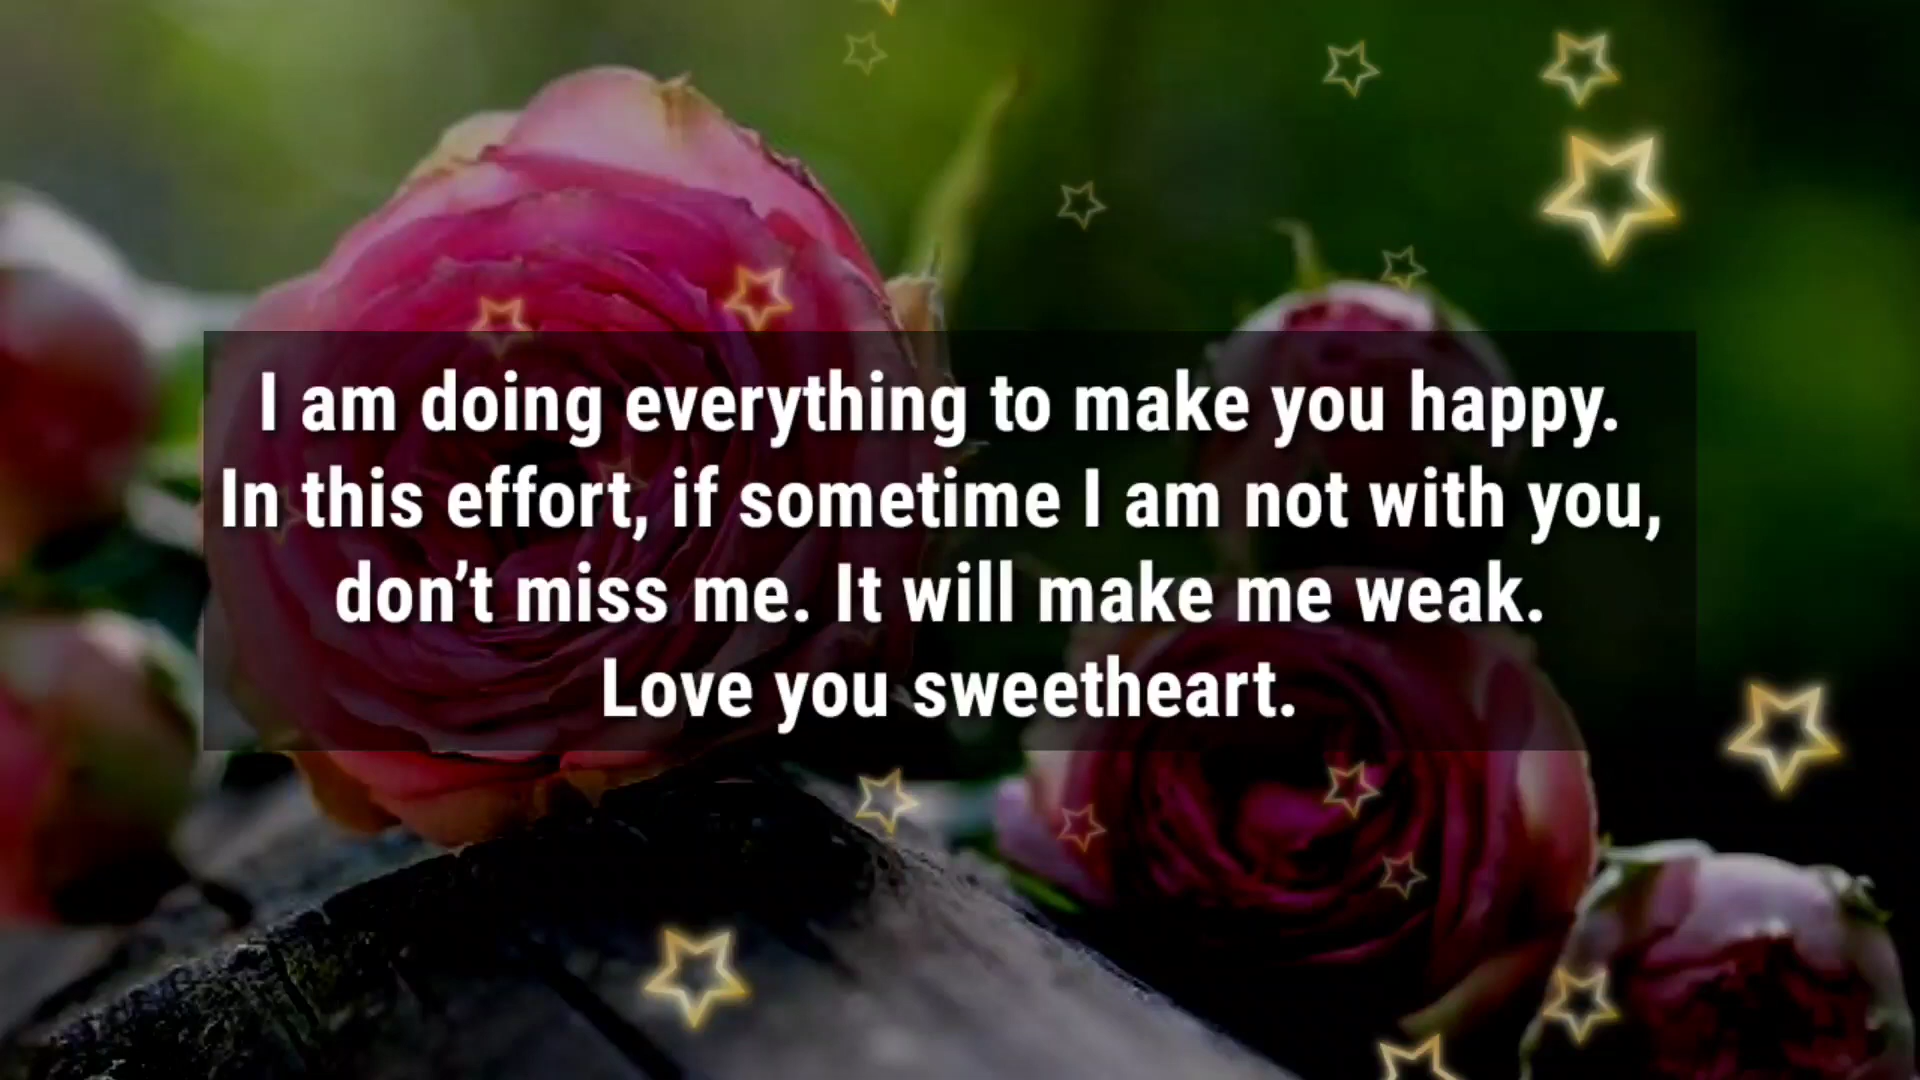 I am doing everything to make you happy.
In this effort, if sometime I am not with you,
don’t miss me. It will make me weak.
Love you sweetheart.